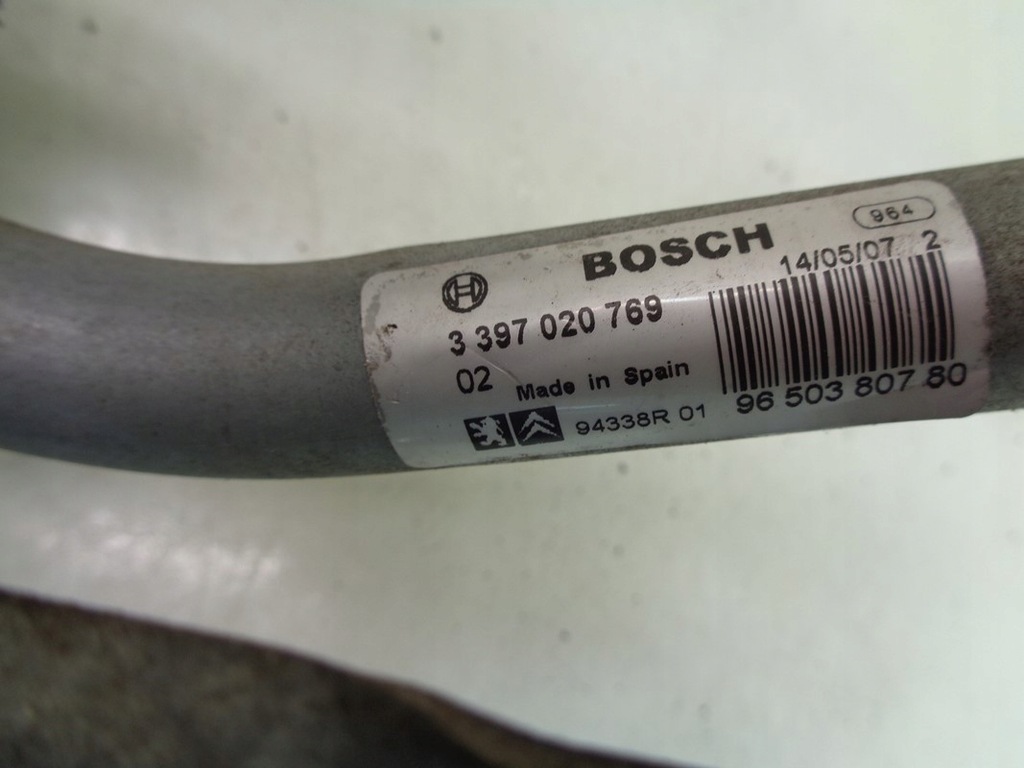 964
BOSCH
14/05/07 2
3 397 020 769
02 Made in Spain
94338R 01
96 503 807 80